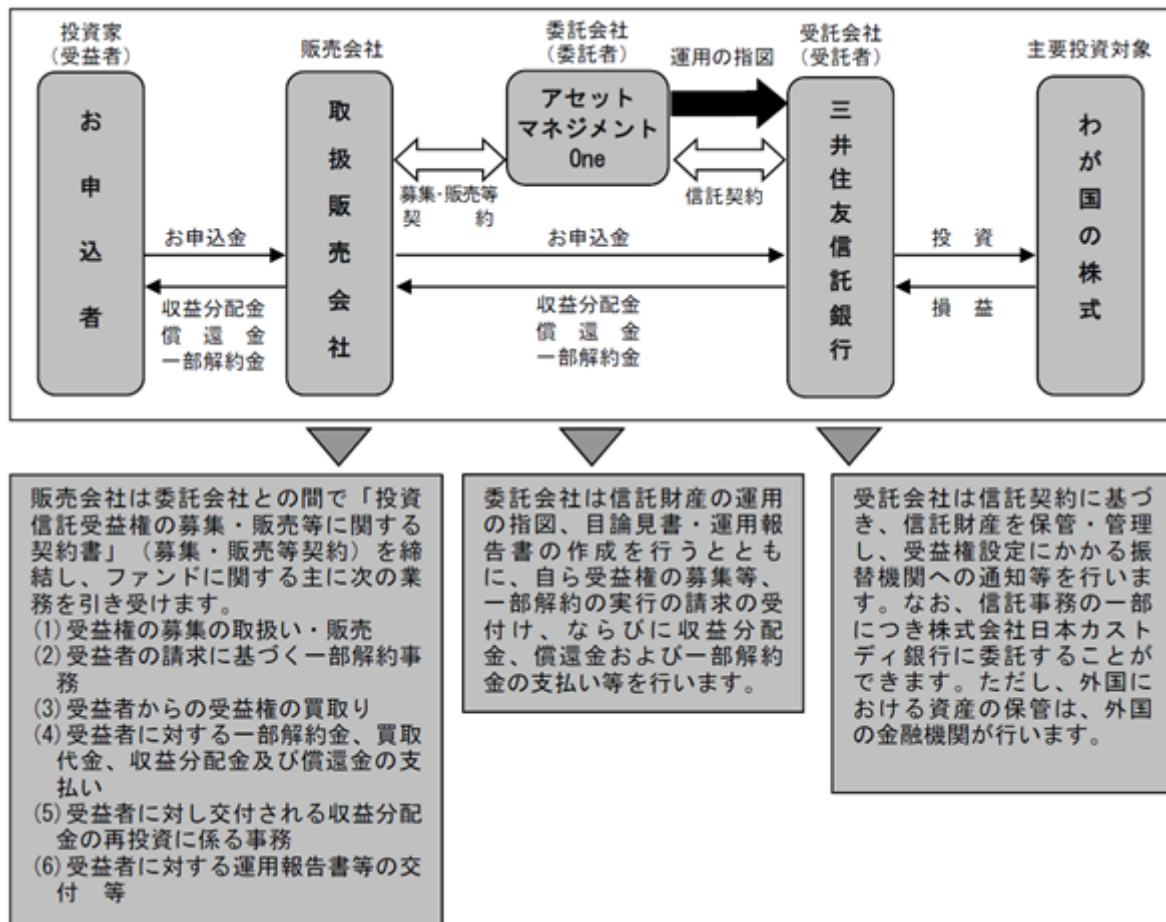 投資家
(受益者)
販売会社
委託会社
(委託者)
運用の指図
受託会社
(受託者)
主要投資対象
お申込者
取扱販売会社
アセット
マネジメント
One
三井住友信託銀行
わが国の株式
募集・販売等
契　約
信託契約
お申込金
お申込金
投　資
収益分配金
償　還　金
一部解約金
収益分配金
償　還　金
一部解約金
損　益
販売会社は委託会社との間で「投資
信託受益権の募集・販売等に関する
契約書」（募集・販売等契約）を締
結し、ファンドに関する主に次の業
務を引き受けます。
(1)受益権の募集の取扱い・販売
(2)受益者の請求に基づく一部解約事
務
(3)受益者からの受益権の買取り
(4)受益者に対する一部解約金、買取
代金、収益分配金及び償還金の支
払い
(5)受益者に対し交付される収益分配
金の再投資に係る事務
(6)受益者に対する運用報告書等の交
付　等
委託会社は信託財産の運用
の指図、目論見書・運用報
告書の作成を行うととも
に、自ら受益権の募集等、
一部解約の実行の請求の受
付け、ならびに収益分配
金、償還金および一部解約
金の支払い等を行います。
受託会社は信託契約に基づ
き、信託財産を保管・管理
し、受益権設定にかかる振
替機関への通知等を行いま
す。なお、信託事務の一部
につき株式会社日本カスト
ディ銀行に委託することが
できます。ただし、外国に
おける資産の保管は、外国
の金融機関が行います。